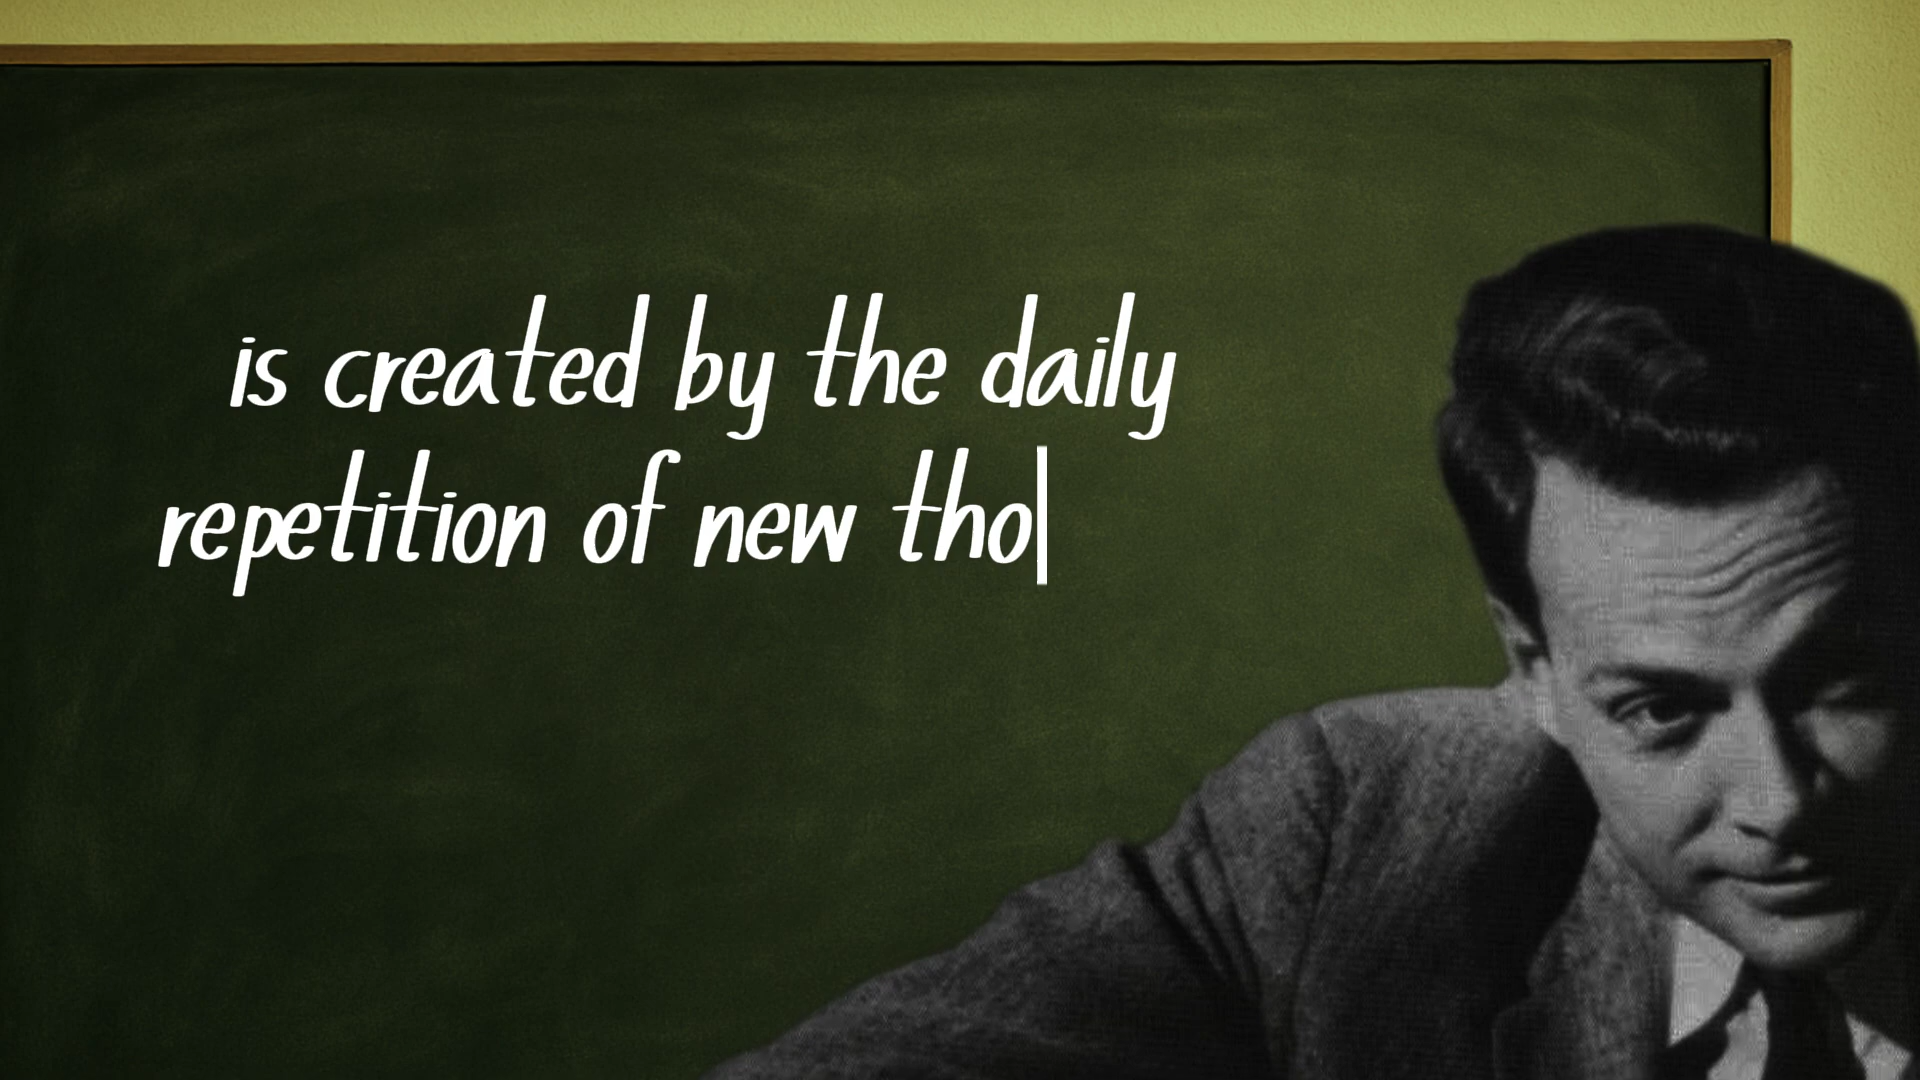 is created by the daily
repetition of new tho